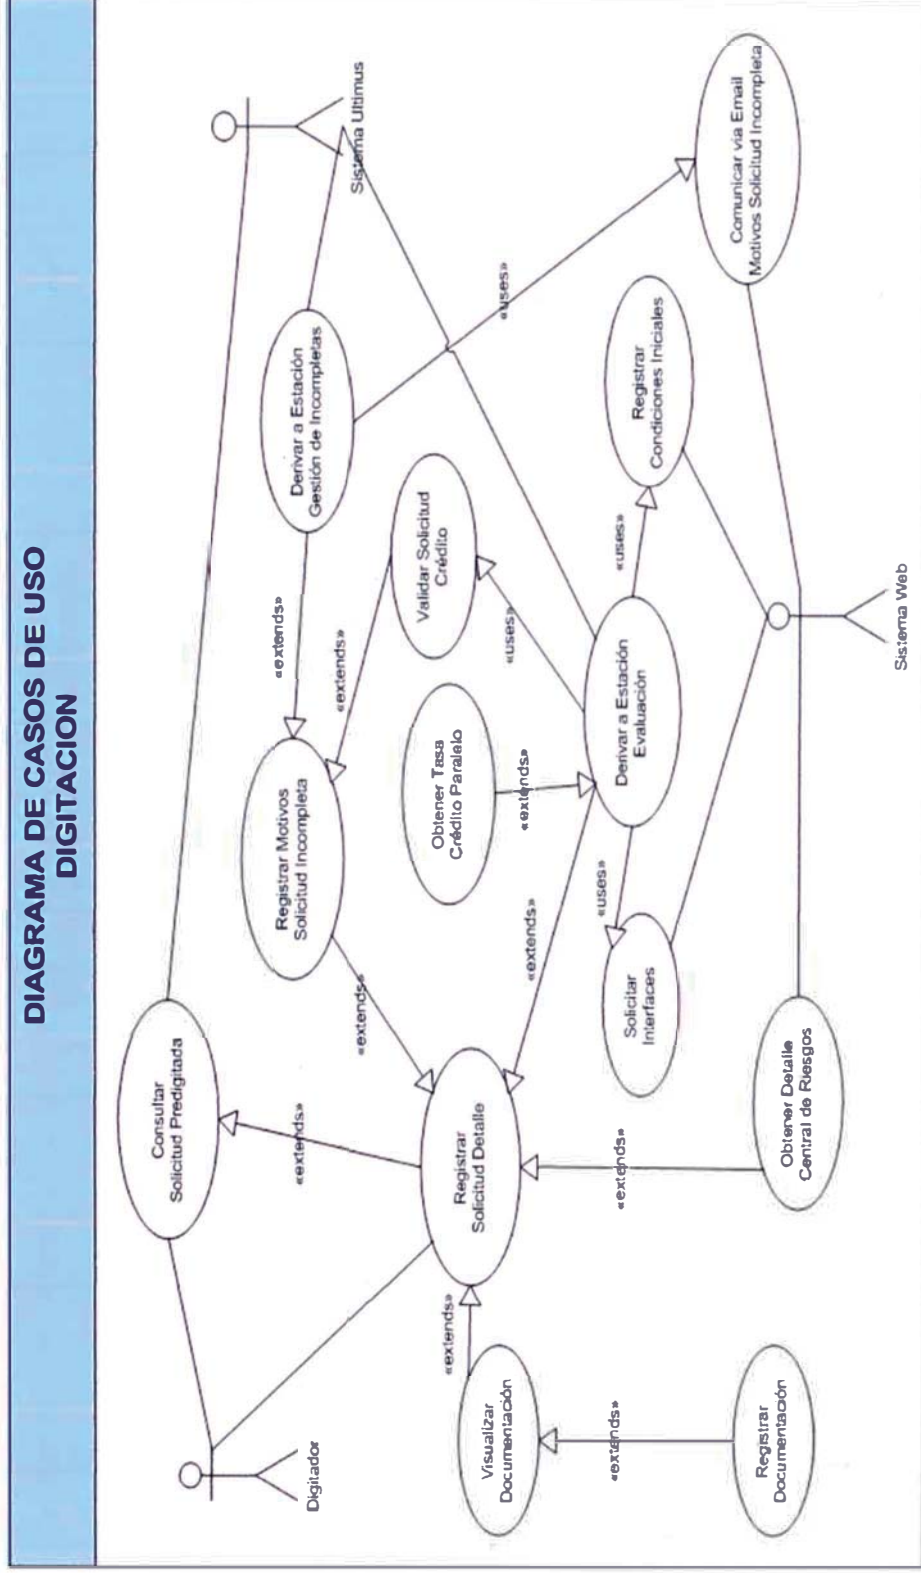 DIAGRAMA DE CASOS DE USO
DIGITACION
Digitador
Consultar
Solicitud Predigitada
Sistema Ultimus
«extends»
Registrar Motivos
Solicitud Incompleta
«extends»
Derivar a Estación
Gestión de Incompletas
«extends»
«extends»
Validar Solicitud
Crédito
Registrar
Solicitud Detalle
Obtener Tasa
Crédito Paralelo
«uses»
«uses»
«extends»
Visualizar
Documentación
«extends»
«extends»
«uses»
Derivar a Estación
Evaluación
«uses»
Registrar
Condiciones Iniciales
Solicitar
Interfaces
«extends»
«extends»
Comunicar via Email
Motivos Solicitud Incompleta
Registrar
Documentación
Obtener Detalle
Central de Riesgos
Sistema Web